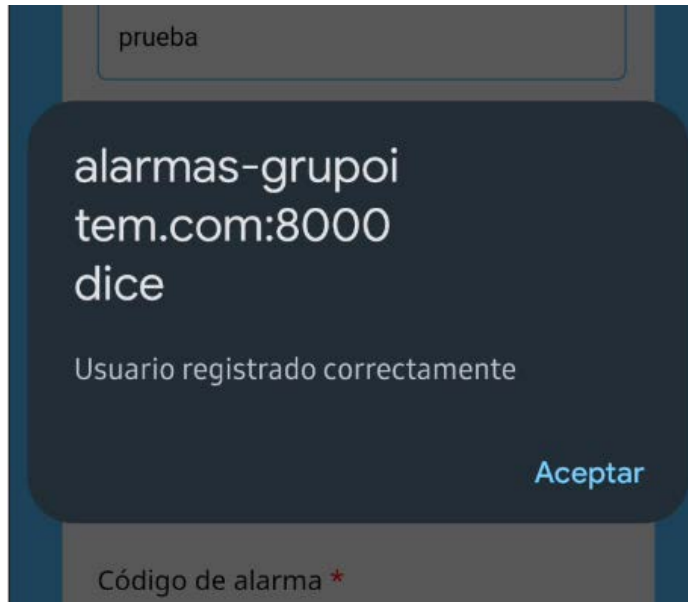 prueba
alarmas-grupoi
tem.com:8000
dice
Usuario registrado correctamente
Aceptar
Código de alarma *